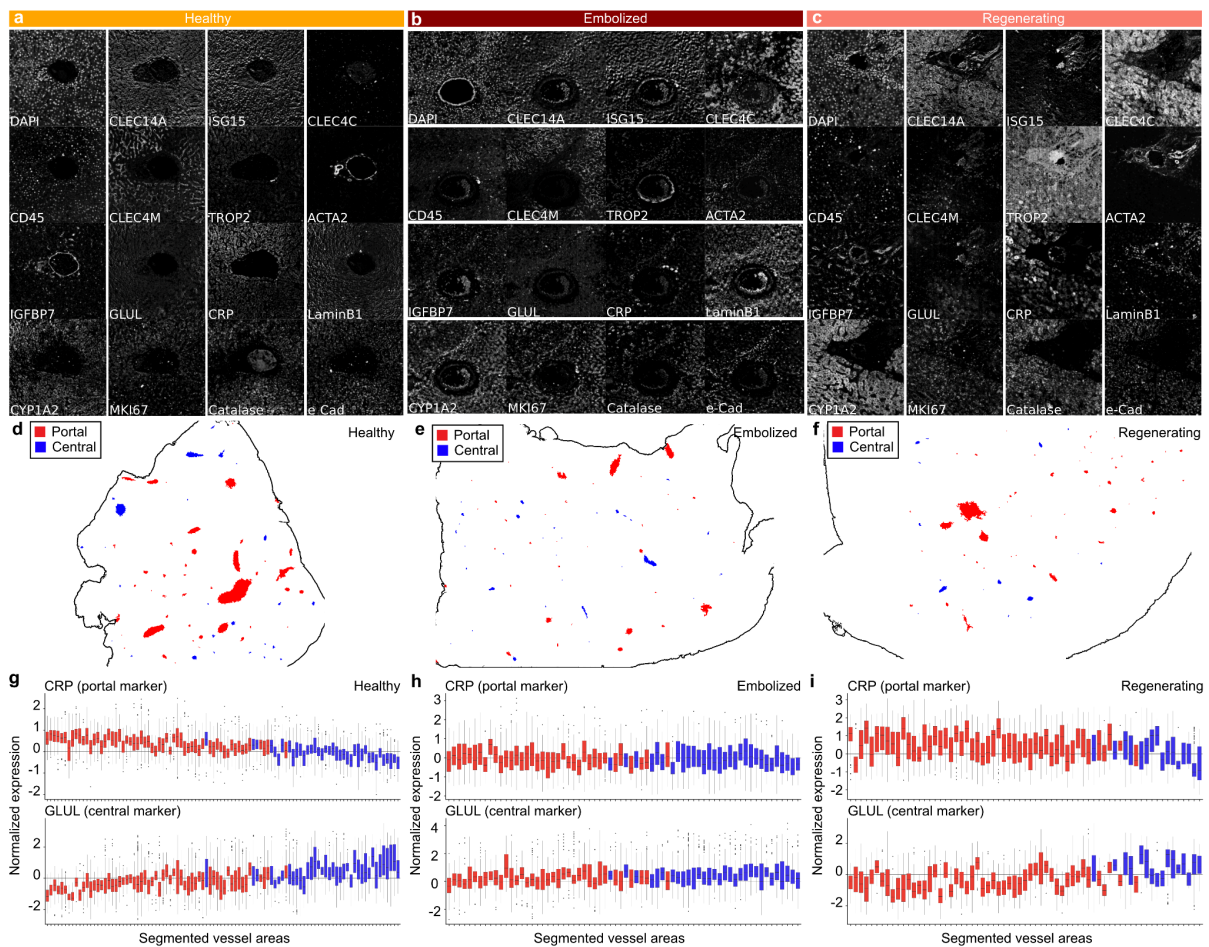 a Healthy
b Embolized
c Regenerating
DAPI CLEC14A ISG15 CLEC4C
CD45 CLEC4M TROP2 ACTA2
IGFBP7 GLUL CRP LaminB1
CYP1A2 MKI67 Catalase e Cad
DAPI CLEC14A ISG15 CLEC4C
CD45 CLEC4M TROP2 ACTA2
IGFBP7 GLUL CRP LaminB1
CYP1A2 MKI67 Catalase e-Cad
DAPI CLEC14A ISG15 CLEC4C
CD45 CLEC4M TROP2 ACTA2
IGFBP7 GLUL CRP LaminB1
CYP1A2 MKI67 Catalase e-Cad
d
Portal
Central
Healthy
e
Portal
Central
Embolized
f
Portal
Central
Regenerating
g
CRP (portal marker) Healthy
2
1
0
-1
-2
GLUL (central marker)
2
0
-2
Normalized expression
Segmented vessel areas
h
CRP (portal marker) Embolized
3
2
1
0
-1
-2
GLUL (central marker)
4
2
0
-2
Normalized expression
Segmented vessel areas
i
CRP (portal marker) Regenerating
3
2
1
0
-1
-2
GLUL (central marker)
2
0
-2
Normalized expression
Segmented vessel areas